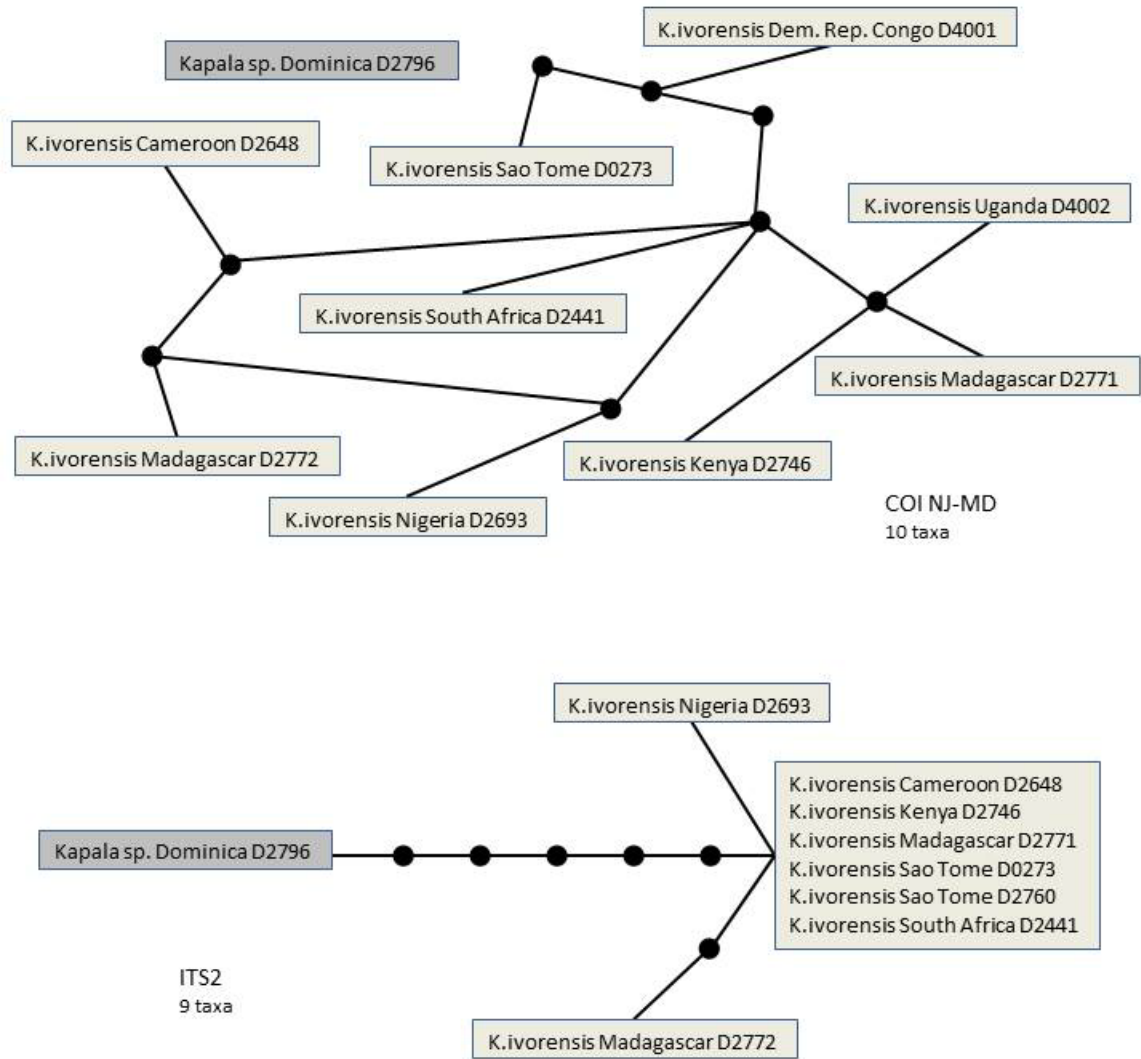 K.ivorensis Dem. Rep. Congo D4001
Kapala sp. Dominica D2796
K.ivorensis Cameroon D2648
K.ivorensis Sao Tome D0273
K.ivorensis Uganda D4002
K.ivorensis South Africa D2441
K.ivorensis Madagascar D2771
K.ivorensis Madagascar D2772
K.ivorensis Kenya D2746
K.ivorensis Nigeria D2693
COI NJ-MD
10 taxa
K.ivorensis Nigeria D2693
K.ivorensis Cameroon D2648
K.ivorensis Kenya D2746
K.ivorensis Madagascar D2771
K.ivorensis Sao Tome D0273
K.ivorensis Sao Tome D2760
K.ivorensis South Africa D2441
Kapala sp. Dominica D2796
ITS2
9 taxa
K.ivorensis Madagascar D2772